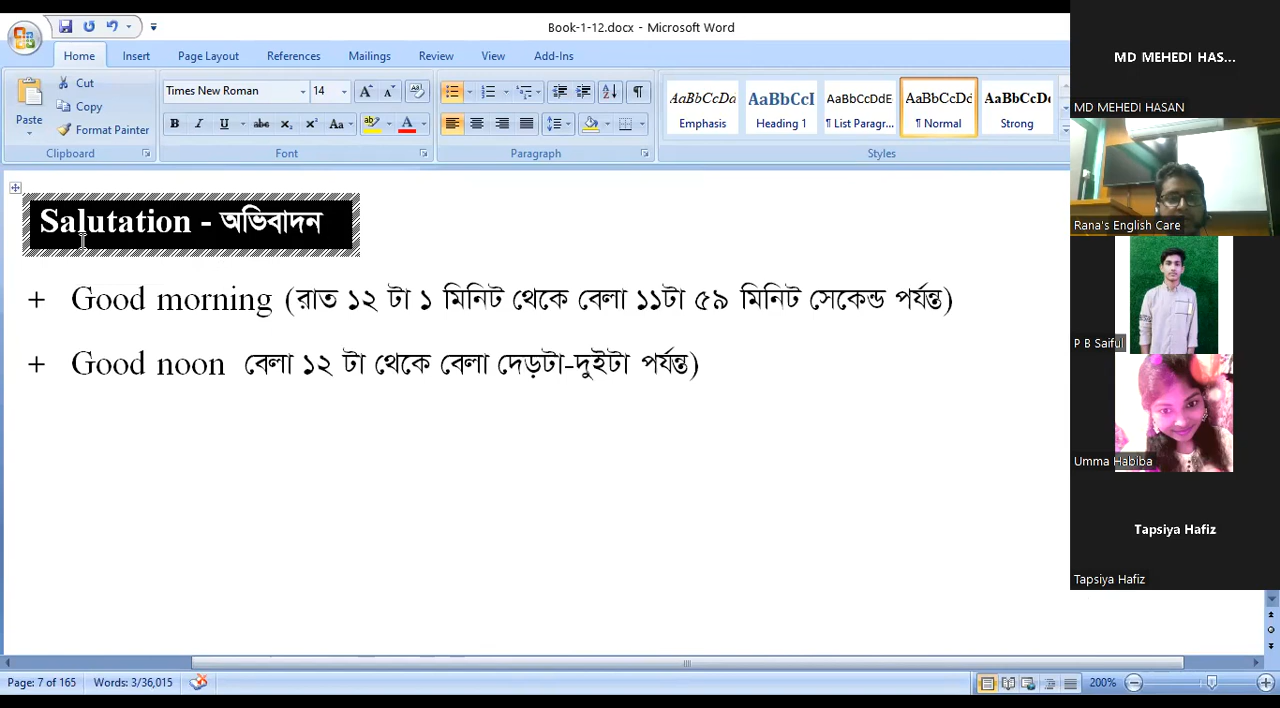 Book-1-12.docx - Microsoft Word
Home Insert Page Layout References Mailings Review View Add-Ins
Paste
Cut
Copy
Format Painter
Clipboard
Times New Roman 14
Font
Paragraph
AaBbCcDd AaBbCcI AaBbCcDdE AaBbCcDd AaBbCcDc
Emphasis Heading 1 ¶ List Paragr... ¶ Normal Strong
Styles
Salutation - অভিবাদন
+ Good morning (রাত ১২ টা ১ মিনিট থেকে বেলা ১১টা ৫৯ মিনিট সেকেন্ড পর্যন্ত)
+ Good noon বেলা ১২ টা থেকে বেলা দেড়টা-দুইটা পর্যন্ত)
MD MEHEDI HAS...
MD MEHEDI HASAN
Rana's English Care
P B Saiful
Umma Habiba
Tapsiya Hafiz
Tapsiya Hafiz
Page: 7 of 165 Words: 3/36,015 200%